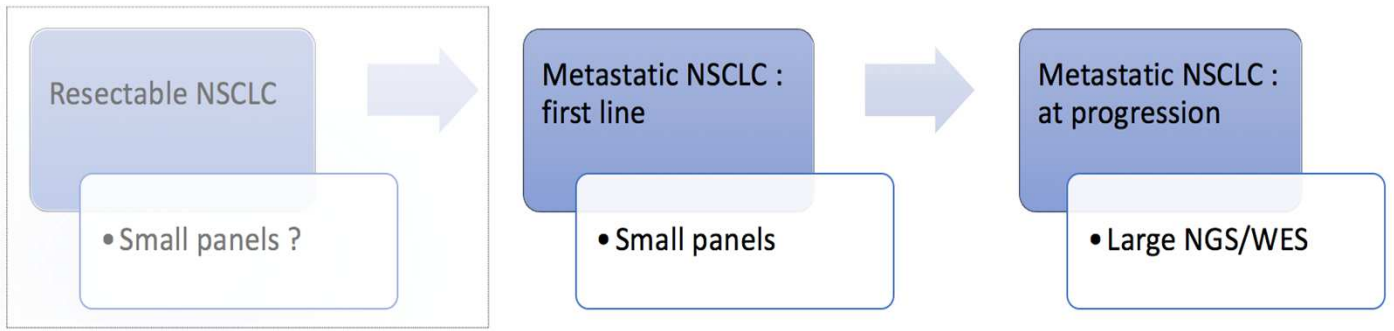 Resectable NSCLC
• Small panels ?
Metastatic NSCLC :
first line
• Small panels
Metastatic NSCLC :
at progression
• Large NGS/WES